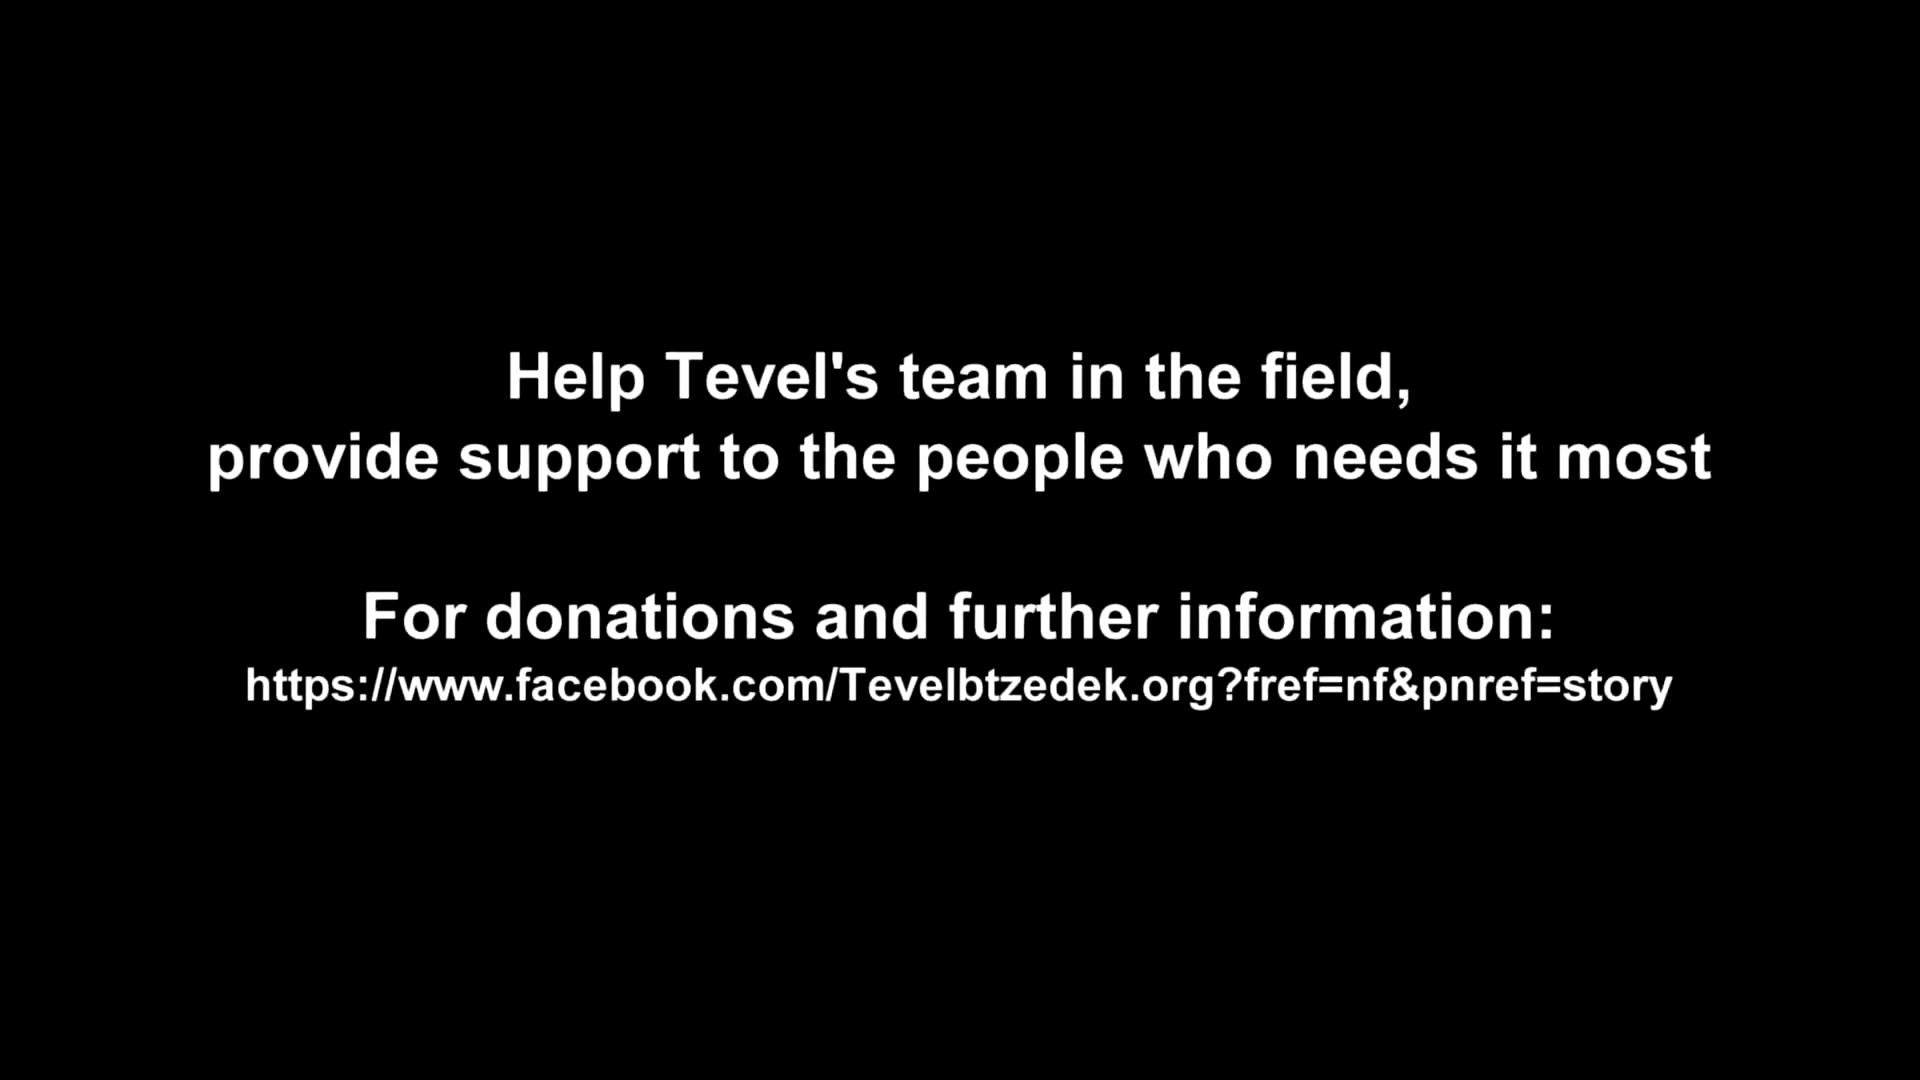 Help Tevel's team in the field,
provide support to the people who needs it most
For donations and further information:
https://www.facebook.com/Tevelbtzedek.org?fref=nf&pnref=story